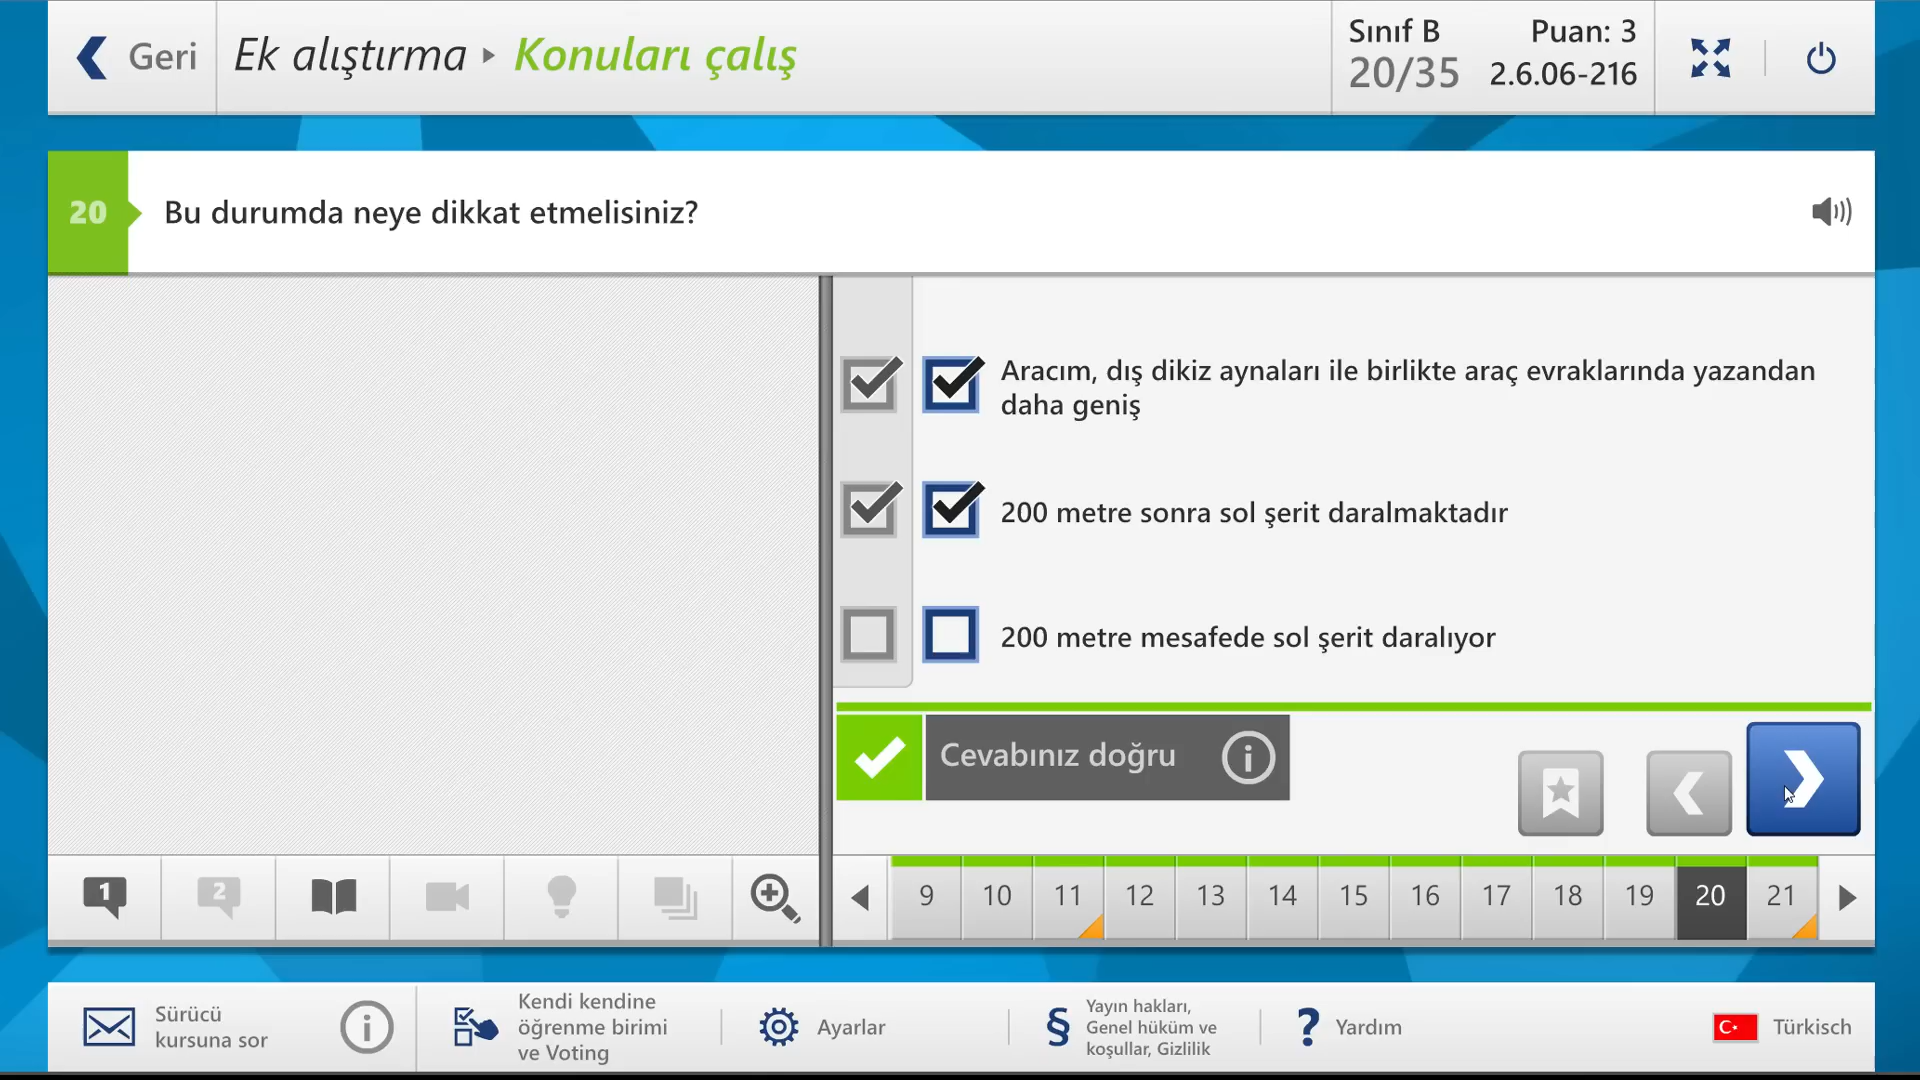 Geri
Ek alıştırma ▸ Konuları çalış
Sınıf B
20/35
Puan: 3
2.6.06-216
20
Bu durumda neye dikkat etmelisiniz?
Aracım, dış dikiz aynaları ile birlikte araç evraklarında yazandan
daha geniş
200 metre sonra sol şerit daralmaktadır
200 metre mesafede sol şerit daralıyor
Cevabınız doğru
1
2
9
10
11
12
13
14
15
16
17
18
19
20
21
Sürücü
kursuna sor
Kendi kendine
öğrenme birimi
ve Voting
Ayarlar
§
Yayın hakları,
Genel hüküm ve
koşullar, Gizlilik
?
Yardım
Türkisch